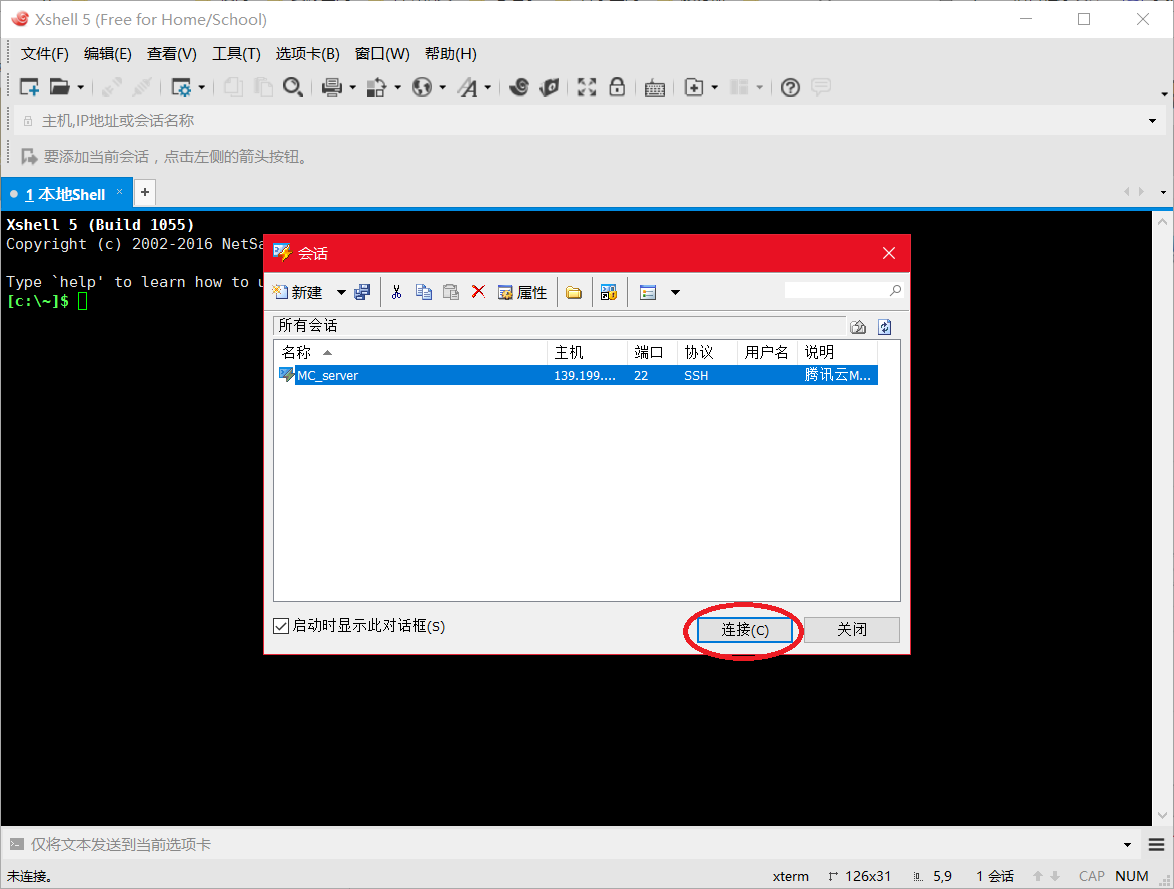 Xshell 5 (Free for Home/School)
文件(F) 编辑(E) 查看(V) 工具(T) 选项卡(B) 窗口(W) 帮助(H)
主机,IP地址或会话名称
要添加当前会话，点击左侧的箭头按钮。
1 本地Shell × +
Xshell 5 (Build 1055)
Copyright (c) 2002-2016 NetSa
Type `help' to learn how to u
[c:\~]$
会话
新建 属性
所有会话
名称 主机 端口 协议 用户名 说明
MC_server 139.199.... 22 SSH 腾讯云M...
启动时显示此对话框(S) 连接(C) 关闭
仅将文本发送到当前选项卡
未连接。 xterm 126x31 5,9 1 会话 CAP NUM